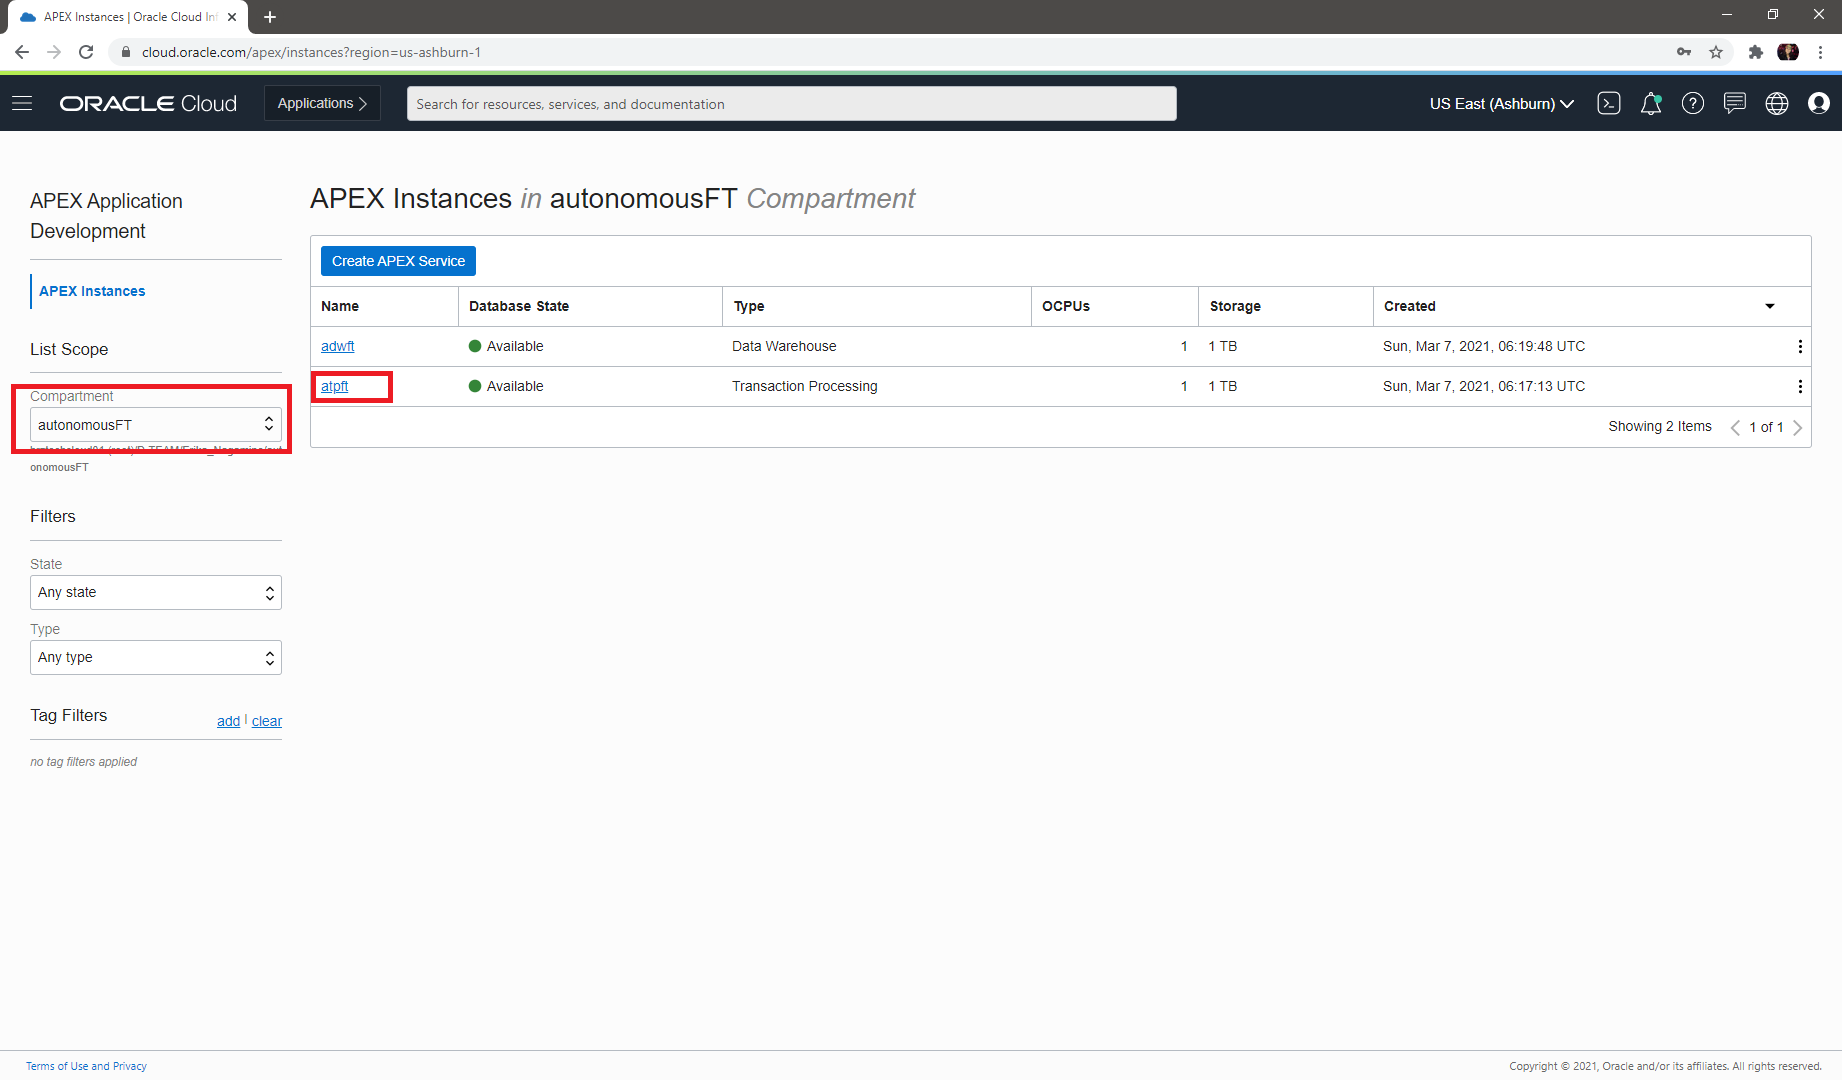 APEX Instances | Oracle Cloud Inf
cloud.oracle.com/apex/instances?region=us-ashburn-1
ORACLE Cloud
Applications
Search for resources, services, and documentation
US East (Ashburn)
APEX Application
Development
APEX Instances
List Scope
Compartment
autonomousFT
onomousFT
Filters
State
Any state
Type
Any type
Tag Filters
add | clear
no tag filters applied
APEX Instances in autonomousFT Compartment
Create APEX Service
Name Database State Type OCPUs Storage Created
adwft Available Data Warehouse 1 1 TB Sun, Mar 7, 2021, 06:19:48 UTC
atpft Available Transaction Processing 1 1 TB Sun, Mar 7, 2021, 06:17:13 UTC
Showing 2 Items 1 of 1
Terms of Use and Privacy
Copyright © 2021, Oracle and/or its affiliates. All rights reserved.